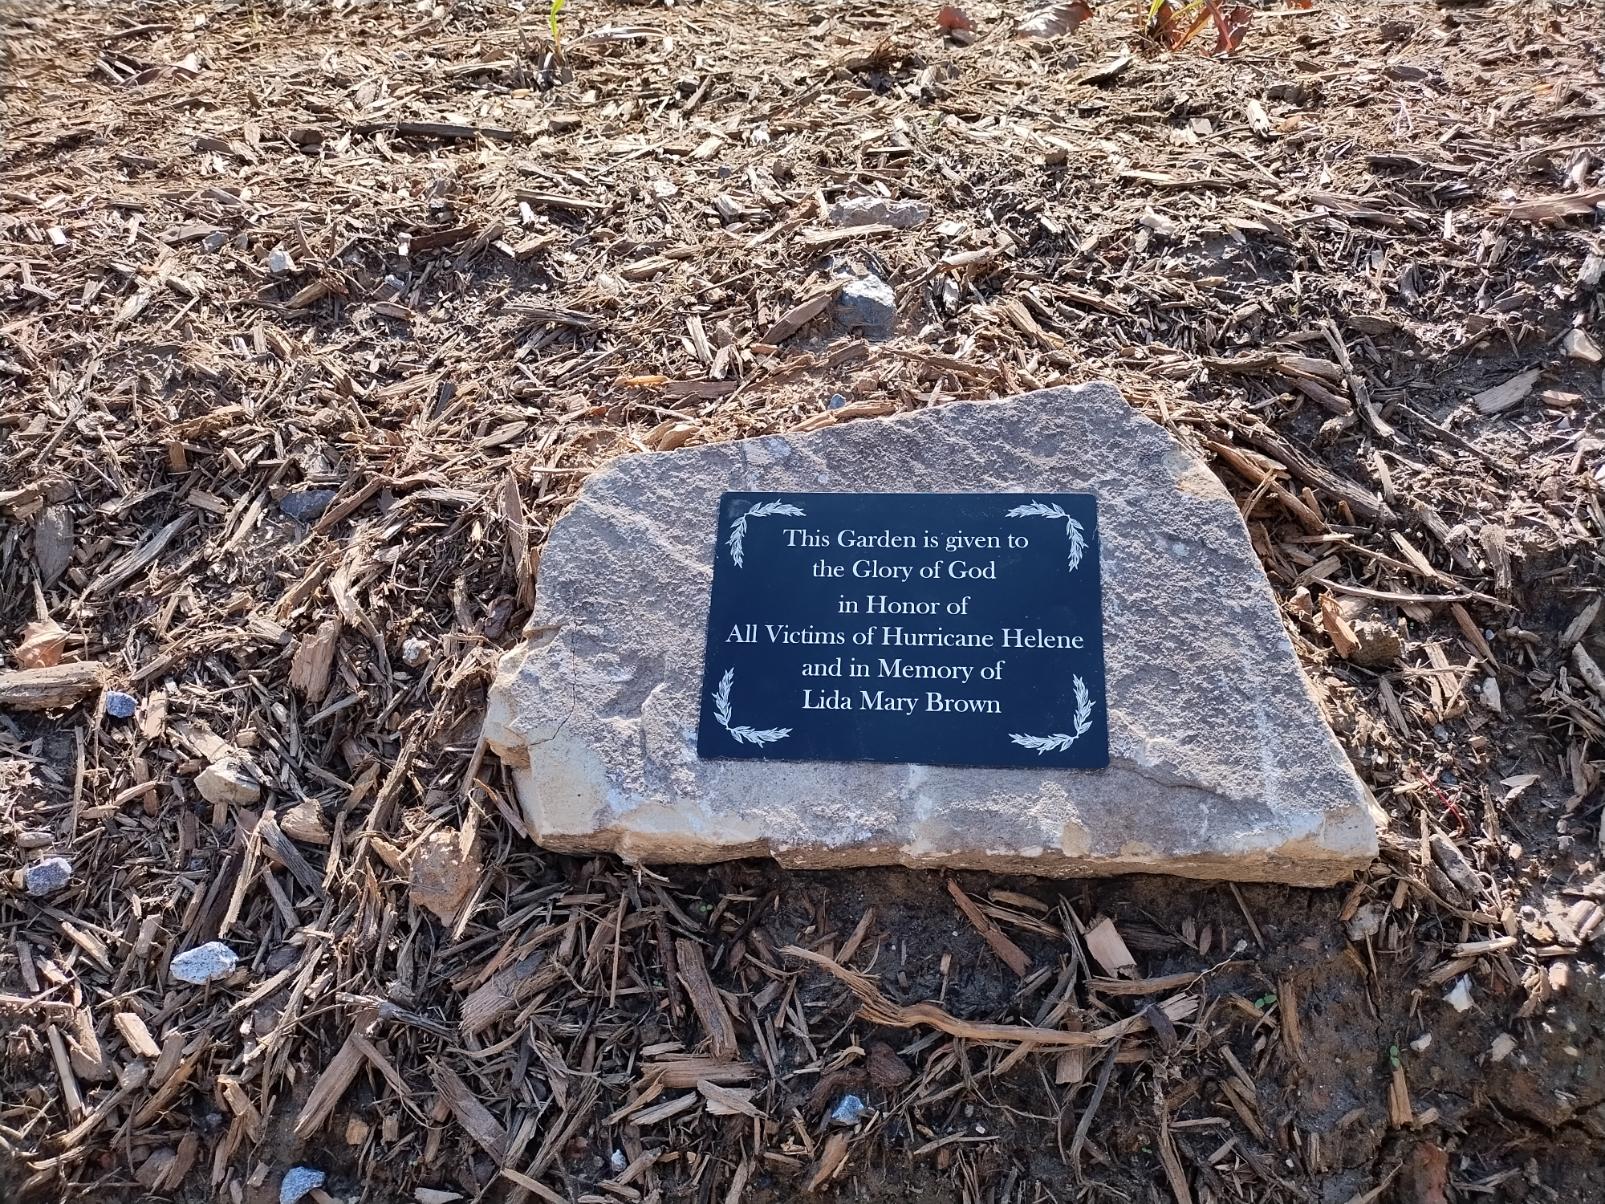 This Garden is given to
the Glory of God
in Honor of
All Victims of Hurricane Helene
and in Memory of
Lida Mary Brown